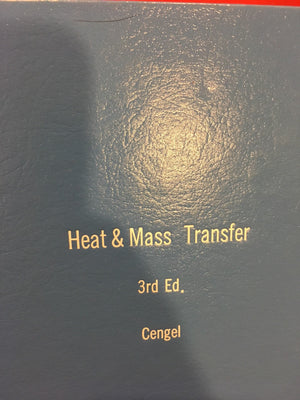 Heat & Mass Transfer
3rd Ed.
Cengel